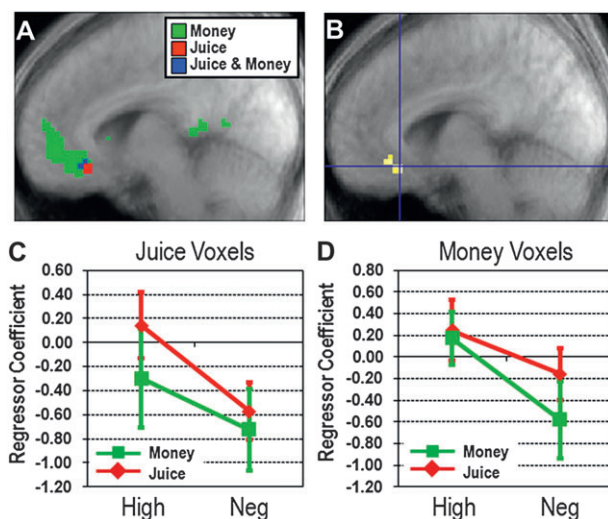 A
Money
Juice
Juice & Money
B
C
Juice Voxels
Regressor Coefficient
0.60
0.40
0.20
0.00
-0.20
-0.40
-0.60
-0.80
-1.00
-1.20
Money
Juice
High
Neg
D
Money Voxels
Regressor Coefficient
0.80
0.60
0.40
0.20
0.00
-0.20
-0.40
-0.60
-0.80
-1.00
-1.20
Money
Juice
High
Neg